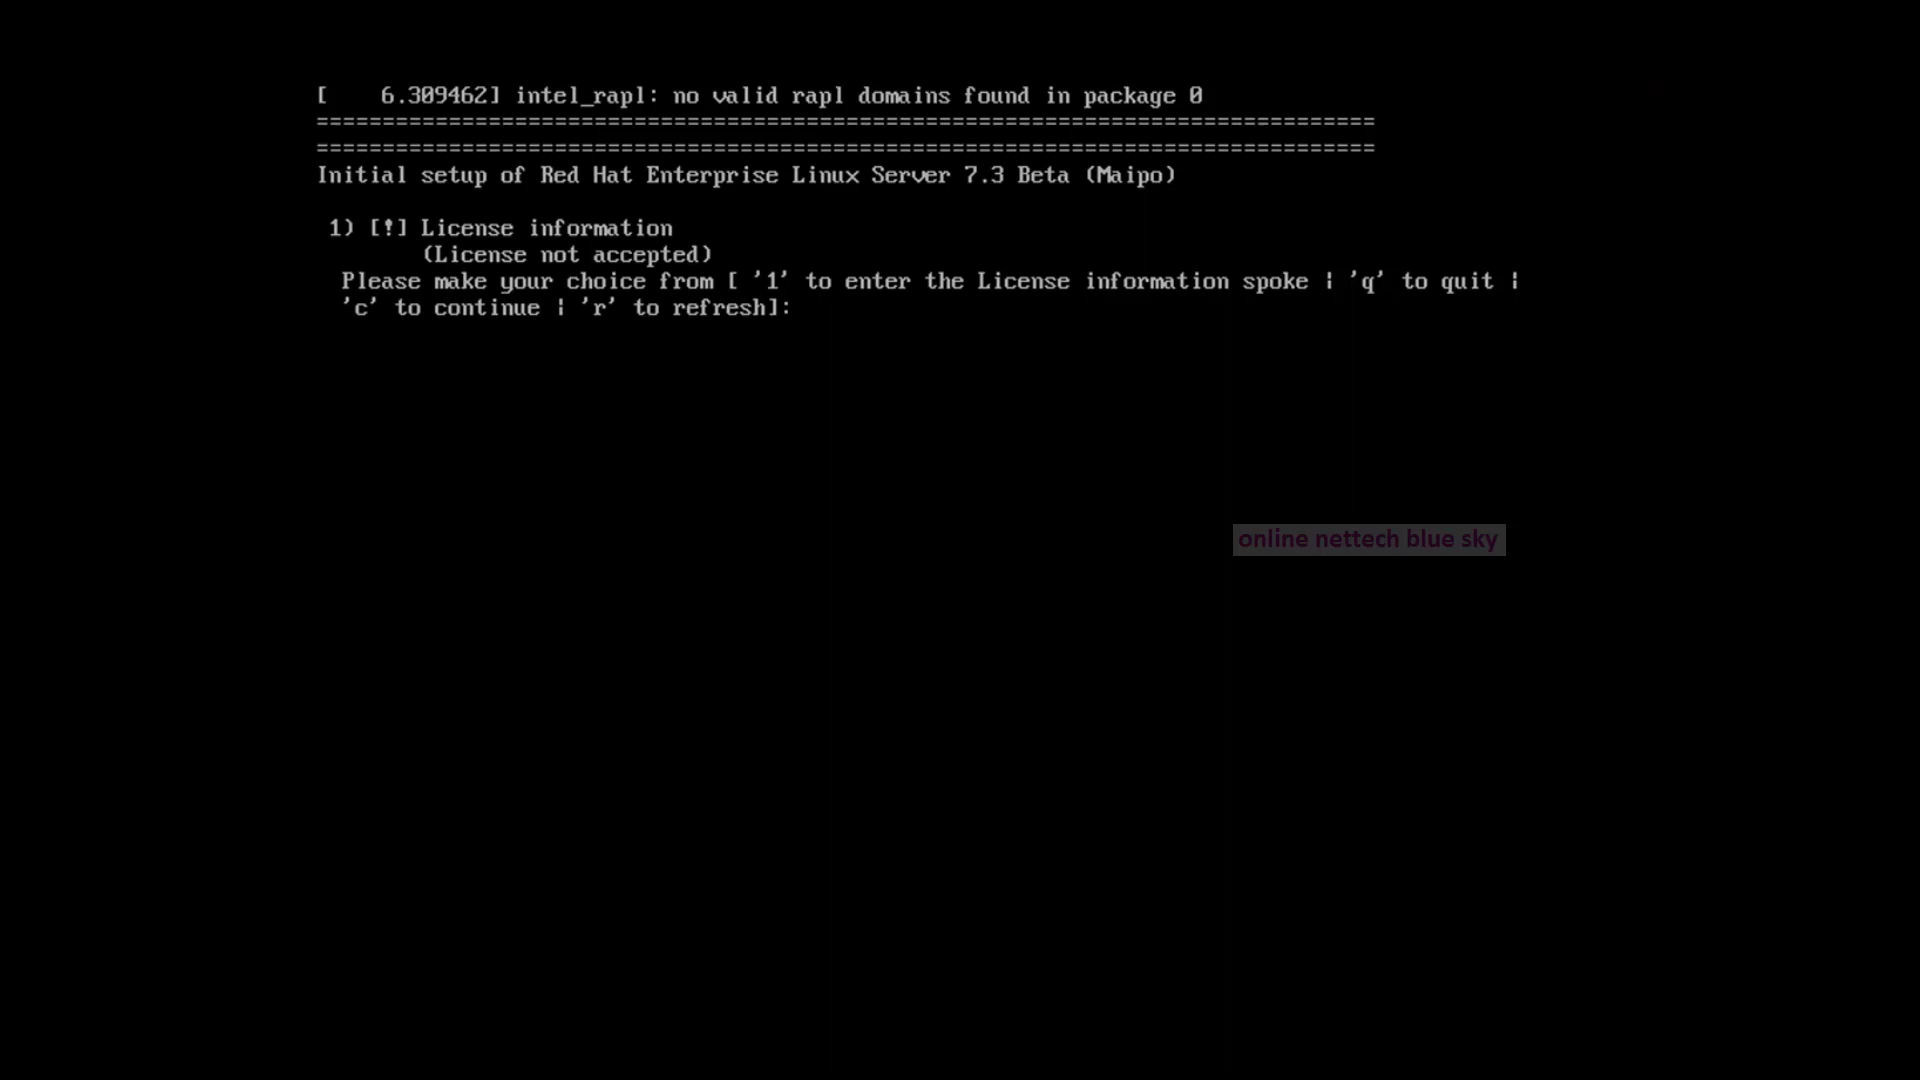 [    6.309462] intel_rapl: no valid rapl domains found in package 0
================================================================================
================================================================================
Initial setup of Red Hat Enterprise Linux Server 7.3 Beta (Maipo)
1) [!] License information
(License not accepted)
Please make your choice from [ '1' to enter the License information spoke | 'q' to quit |
'c' to continue | 'r' to refresh]:
online nettech blue sky